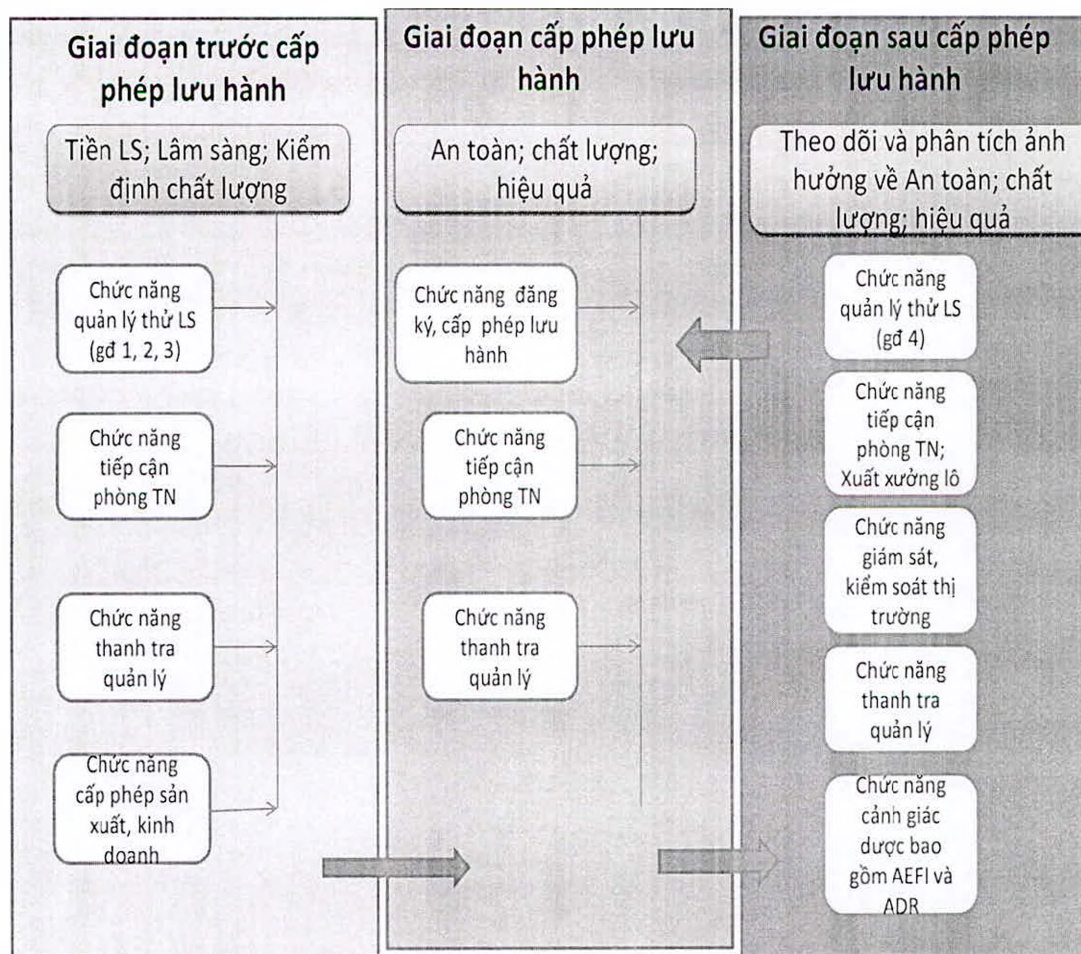 Giai đoạn trước cấp
phép lưu hành
Tiền LS; Lâm sàng; Kiểm
định chất lượng
Chức năng
quản lý thử LS
(gđ 1, 2, 3)
Chức năng
tiếp cận
phòng TN
Chức năng
thanh tra
quản lý
Chức năng
cấp phép sản
xuất, kinh
doanh
Giai đoạn cấp phép lưu
hành
An toàn; chất lượng;
hiệu quả
Chức năng đăng
ký, cấp phép lưu
hành
Chức năng
tiếp cận
phòng TN
Chức năng
thanh tra
quản lý
Giai đoạn sau cấp phép
lưu hành
Theo dõi và phân tích ảnh
hưởng về An toàn; chất
lượng; hiệu quả
Chức năng
quản lý thử LS
(gđ 4)
Chức năng
tiếp cận
phòng TN;
Xuất xưởng lô
Chức năng
giám sát,
kiểm soát thị
trường
Chức năng
thanh tra
quản lý
Chức năng
cảnh giác
dược bao
gồm AEFI và
ADR